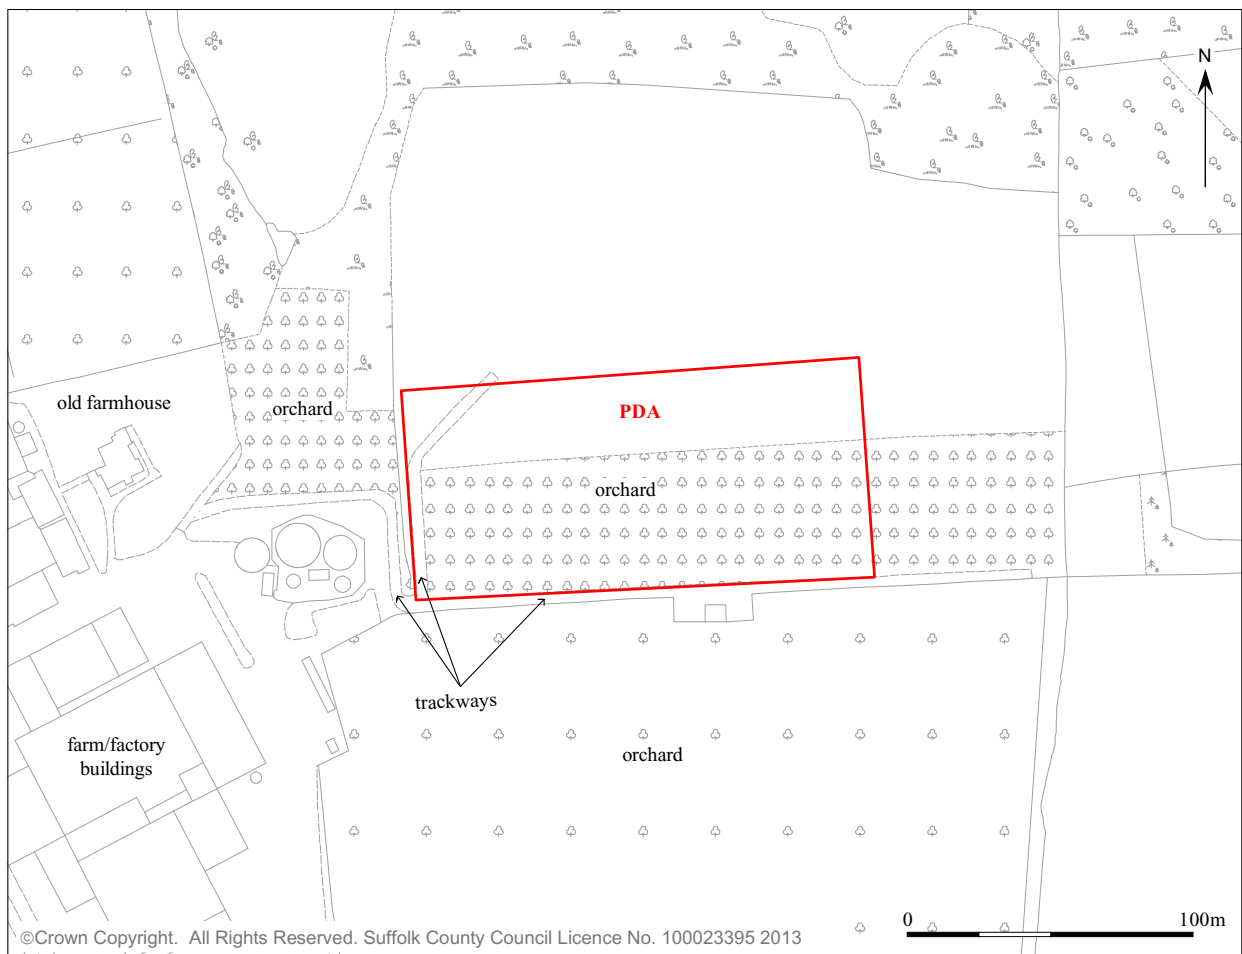 N
old farmhouse
orchard
PDA
orchard
trackways
farm/factory
buildings
orchard
0 100m
©Crown Copyright. All Rights Reserved. Suffolk County Council Licence No. 100023395 2013